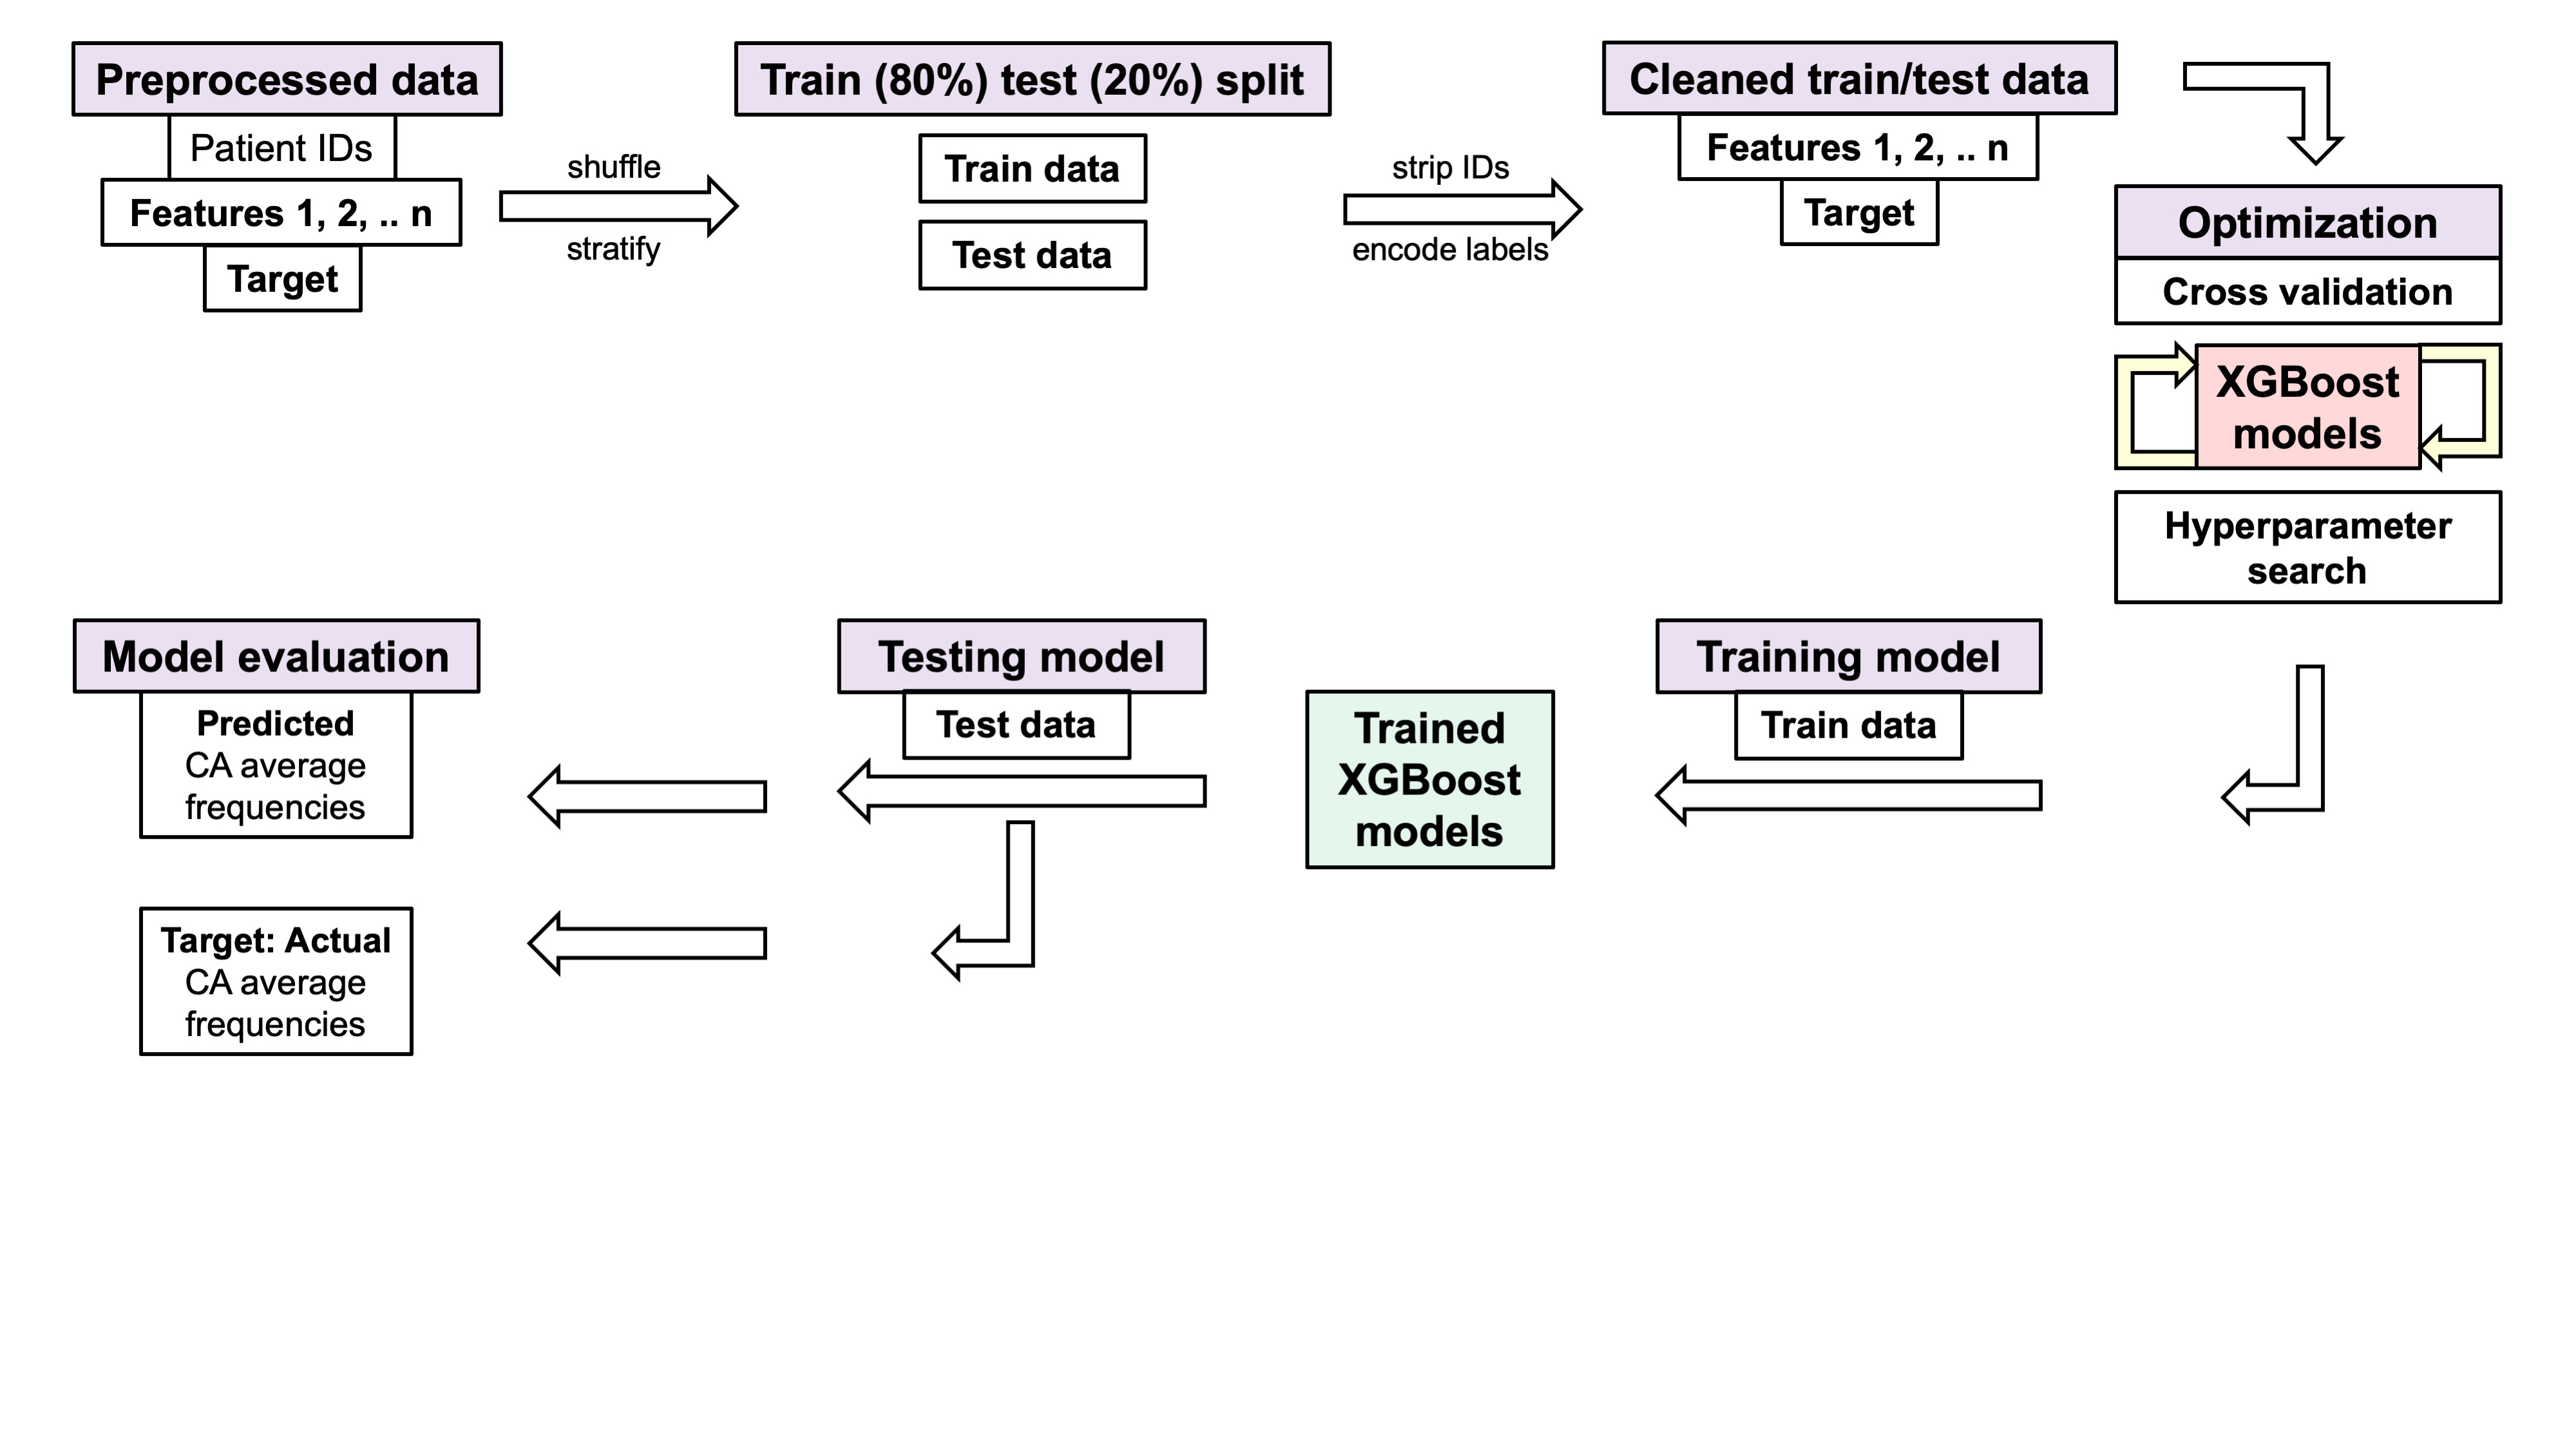 Preprocessed data
Patient IDs
Features 1, 2, .. n
Target
shuffle
stratify
Train (80%) test (20%) split
Train data
Test data
strip IDs
encode labels
Cleaned train/test data
Features 1, 2, .. n
Target
Optimization
Cross validation
XGBoost
models
Hyperparameter
search
Training model
Train data
Trained
XGBoost
models
Testing model
Test data
Model evaluation
Predicted
CA average
frequencies
Target: Actual
CA average
frequencies